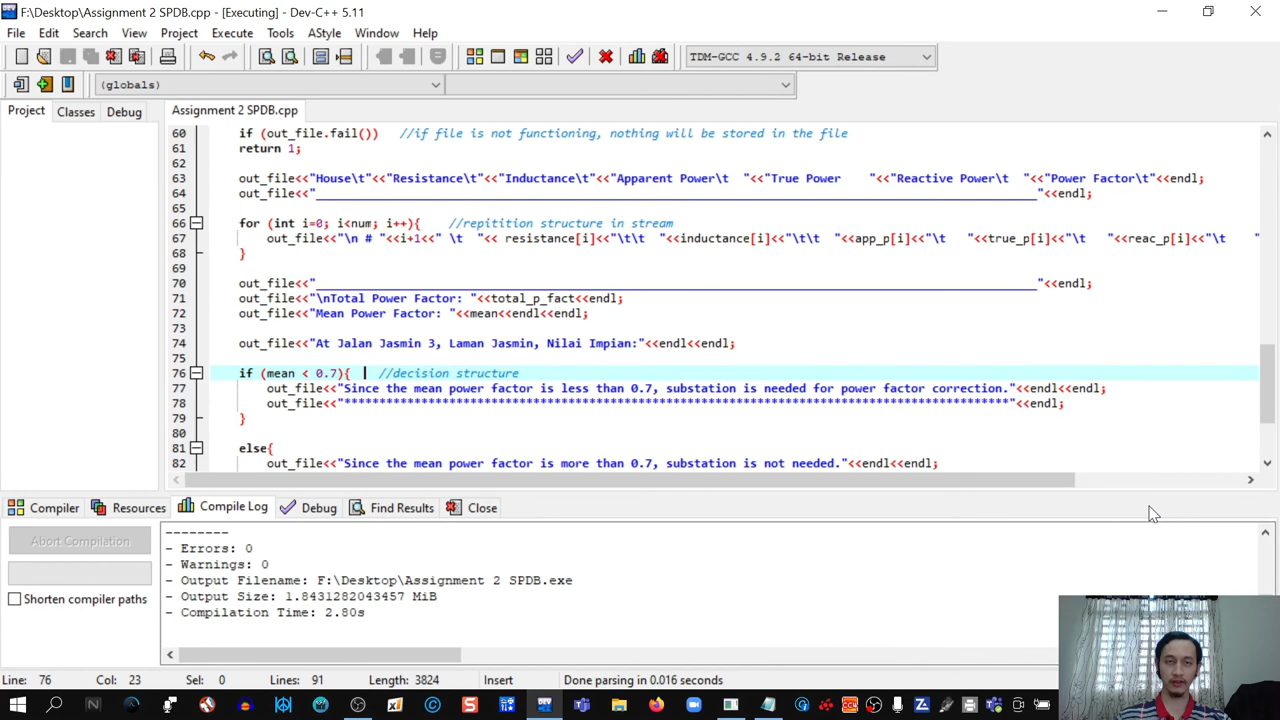 F:\Desktop\Assignment 2 SPDB.cpp - [Executing] - Dev-C++ 5.11
File Edit Search View Project Execute Tools AStyle Window Help
TDM-GCC 4.9.2 64-bit Release
(globals)
Project Classes Debug Assignment 2 SPDB.cpp
60 if (out_file.fail()) //if file is not functioning, nothing will be stored in the file
61 return 1;
62
63 out_file<<"House\t"<<"Resistance\t"<<"Inductance\t"<<"Apparent Power\t "<<"True Power "<<"Reactive Power\t "<<"Power Factor\t"<<endl;
64 out_file<<"______________________________________________________________________________________________________"<<endl;
65
66 for (int i=0; i<num; i++){ //repitition structure in stream
67 out_file<<"\n # "<<i+1<<" \t "<< resistance[i]<<"\t\t "<<inductance[i]<<"\t\t "<<app_p[i]<<"\t "<<true_p[i]<<"\t "<<reac_p[i]<<"\t "
68 }
69
70 out_file<<"______________________________________________________________________________________________________"<<endl;
71 out_file<<"\nTotal Power Factor: "<<total_p_fact<<endl;
72 out_file<<"Mean Power Factor: "<<mean<<endl<<endl;
73
74 out_file<<"At Jalan Jasmin 3, Laman Jasmin, Nilai Impian:"<<endl<<endl;
75
76 if (mean < 0.7){ //decision structure
77 out_file<<"Since the mean power factor is less than 0.7, substation is needed for power factor correction."<<endl<<endl;
78 out_file<<"***********************************************************************************************"<<endl;
79 }
80
81 else{
82 out_file<<"Since the mean power factor is more than 0.7, substation is not needed."<<endl<<endl;
Compiler Resources Compile Log Debug Find Results Close
Abort Compilation
Shorten compiler paths
--------
- Errors: 0
- Warnings: 0
- Output Filename: F:\Desktop\Assignment 2 SPDB.exe
- Output Size: 1.8431282043457 MiB
- Compilation Time: 2.80s
Line: 76 Col: 23 Sel: 0 Lines: 91 Length: 3824 Insert Done parsing in 0.016 seconds